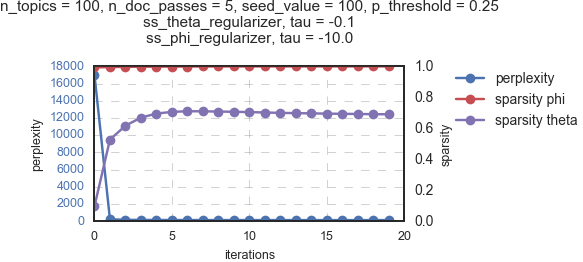 n_topics = 100, n_doc_passes = 5, seed_value = 100, p_threshold = 0.25
ss_theta_regularizer, tau = -0.1
ss_phi_regularizer, tau = -10.0
18000
16000
14000
12000
10000
8000
6000
4000
2000
0
perplexity
0
5
10
15
20
iterations
1.0
0.8
0.6
0.4
0.2
0.0
sparsity
perplexity
sparsity phi
sparsity theta